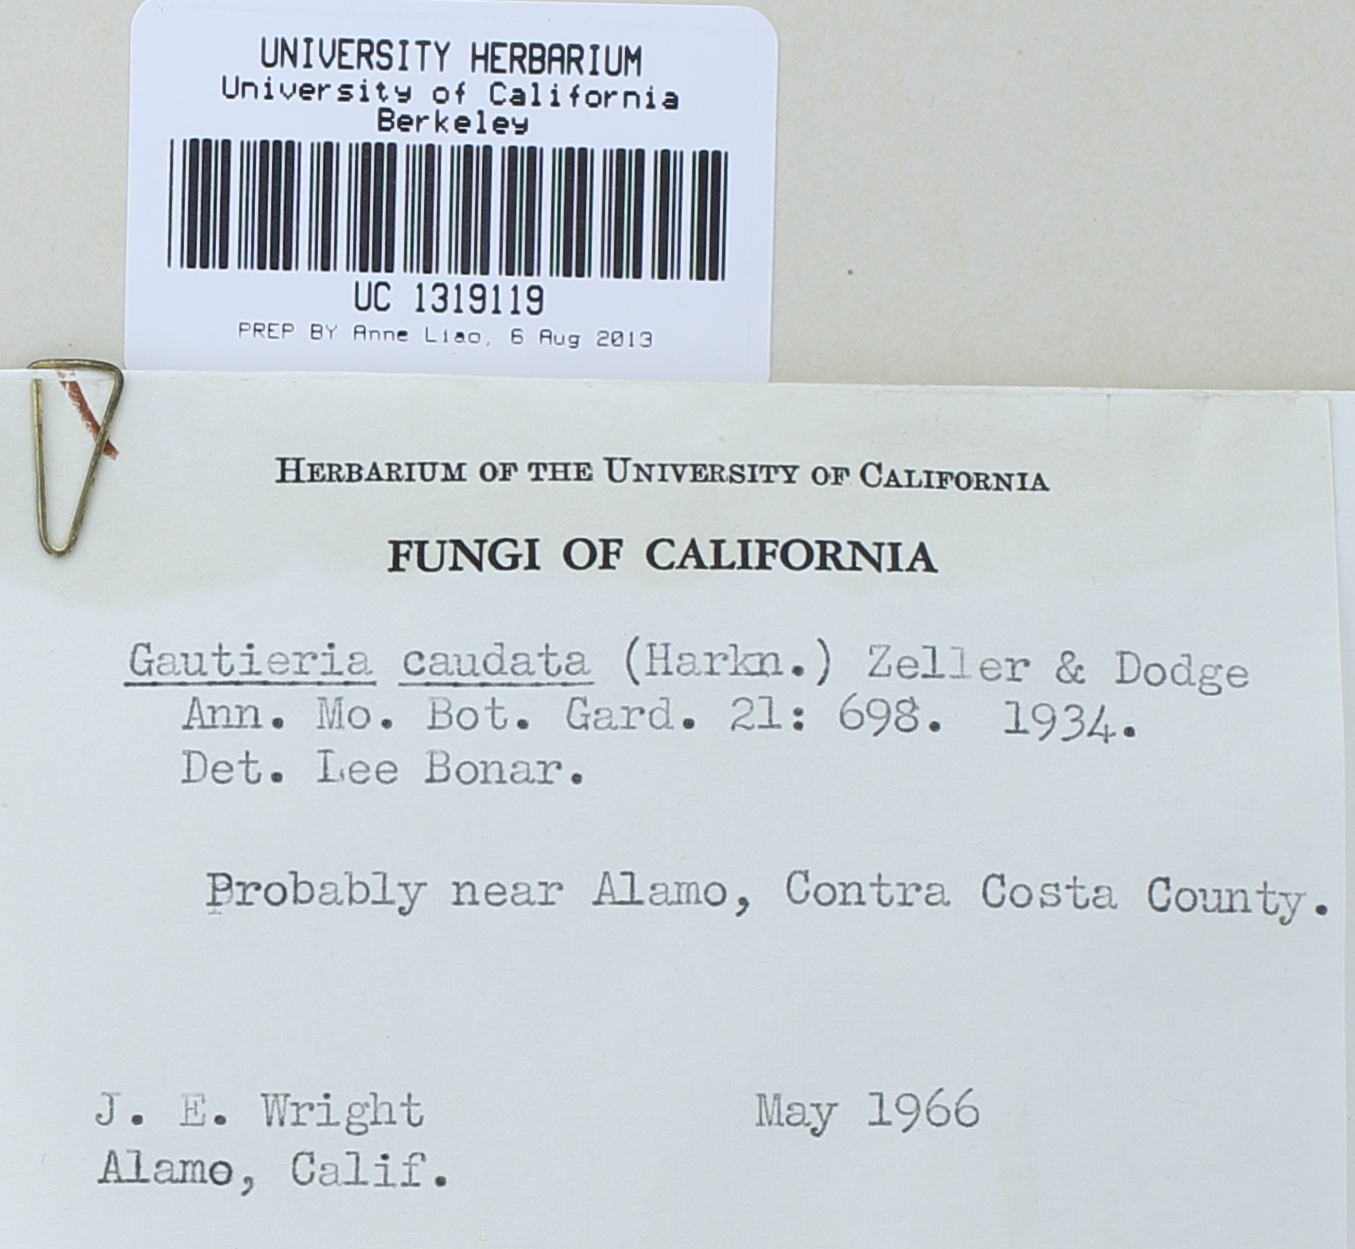 UNIVERSITY HERBARIUM
University of California
Berkeley
UC 1319119
PREP BY Anne Liao, 6 Aug 2013
HERBARIUM OF THE UNIVERSITY OF CALIFORNIA
FUNGI OF CALIFORNIA
Gautieria caudata (Harkn.) Zeller & Dodge
Ann. Mo. Bot. Gard. 21: 698. 1934.
Det. Lee Bonar.
Probably near Alamo, Contra Costa County.
J. E. Wright May 1966
Alamo, Calif.